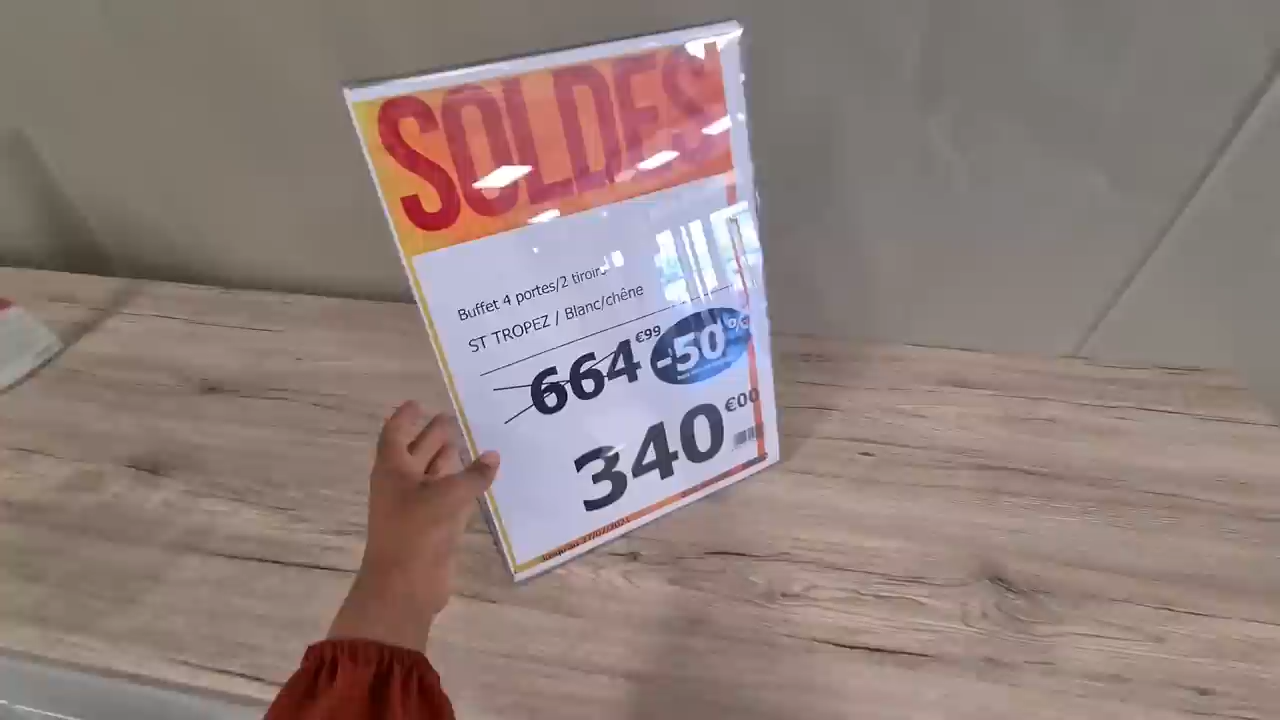 SOLDES
Buffet 4 portes/2 tiroirs
ST TROPEZ / Blanc/chêne
664€99
-50%
340€00